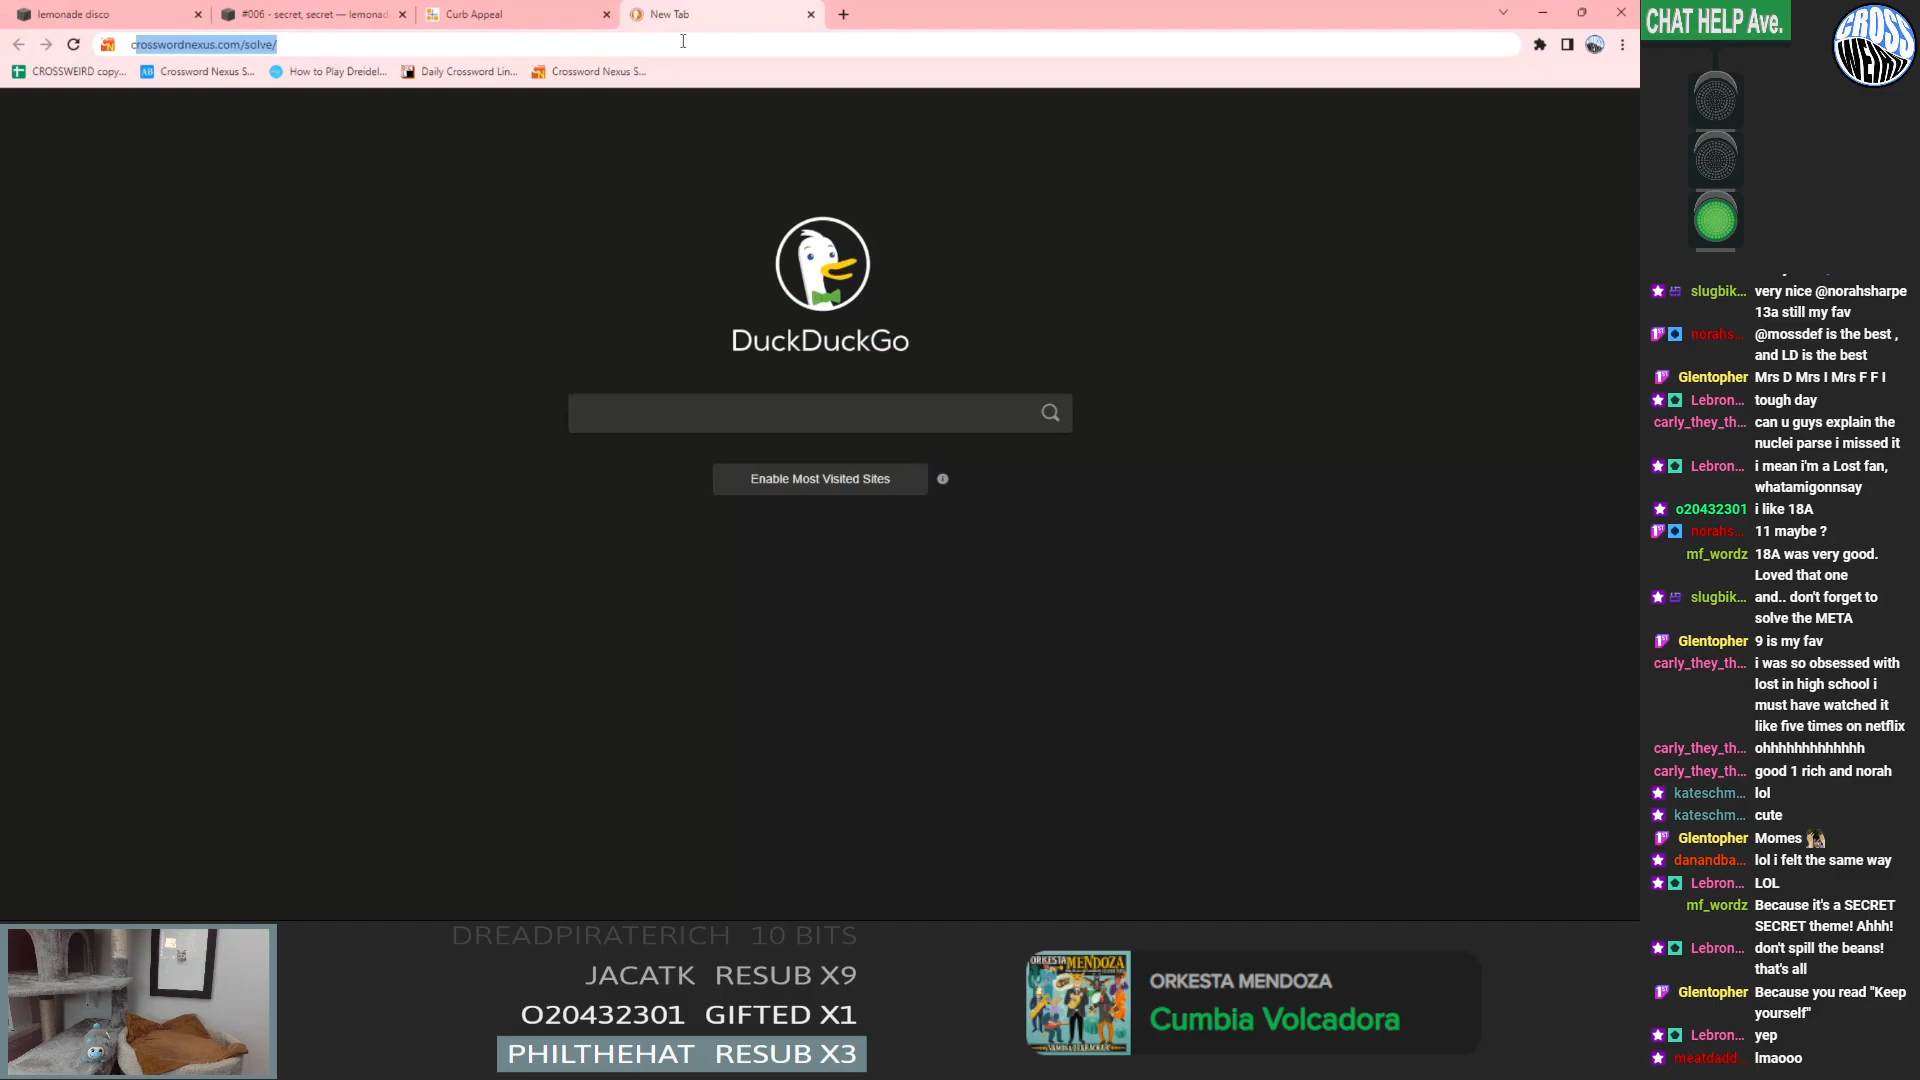 lemonade disco
#006 - secret, secret — lemonad
Curb Appeal
New Tab
crosswordnexus.com/solve/
CROSSWEIRD copy...
Crossword Nexus S...
How to Play Dreidel...
Daily Crossword Lin...
Crossword Nexus S...
CHAT HELP Ave.
CROSS
WEIRD
DuckDuckGo
Enable Most Visited Sites
slugbik... very nice @norahsharpe
13a still my fav
norahs... @mossdef is the best ,
and LD is the best
Glentopher Mrs D Mrs I Mrs F F I
Lebron... tough day
carly_they_th... can u guys explain the
nuclei parse i missed it
Lebron... i mean i'm a Lost fan,
whatamigonnsay
o20432301 i like 18A
norahs... 11 maybe ?
mf_wordz 18A was very good.
Loved that one
slugbik... and.. don't forget to
solve the META
Glentopher 9 is my fav
carly_they_th... i was so obsessed with
lost in high school i
must have watched it
like five times on netflix
carly_they_th... ohhhhhhhhhhhhh
carly_they_th... good 1 rich and norah
kateschm... lol
kateschm... cute
Glentopher Momes
danandba... lol i felt the same way
Lebron... LOL
mf_wordz Because it's a SECRET
SECRET theme! Ahhh!
Lebron... don't spill the beans!
that's all
Glentopher Because you read "Keep
yourself"
Lebron... yep
meatdadd... lmaooo
DREADPIRATERICH 10 BITS
JACATK RESUB X9
O20432301 GIFTED X1
PHILTHEHAT RESUB X3
ORKESTA MENDOZA
ORKESTA MENDOZA
Cumbia Volcadora